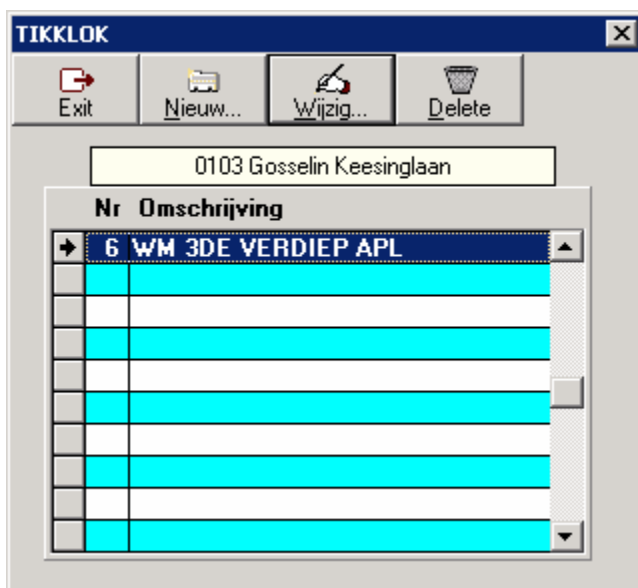 TIKKLOK
Exit Nieuw... Wijzig... Delete
0103 Gosselin Keesinglaan
Nr Omschrijving
6 WM 3DE VERDIEP APL